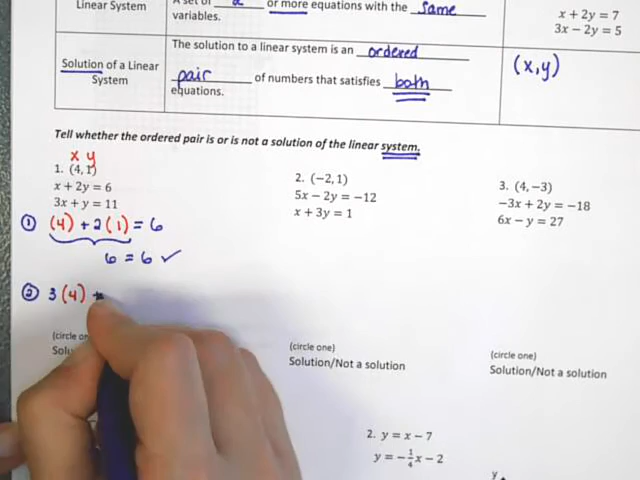 Linear System
A set of 2 or more equations with the same
variables.
x + 2y = 7
3x − 2y = 5
Solution of a Linear
System
The solution to a linear system is an ordered
pair of numbers that satisfies both
equations.
(x,y)
Tell whether the ordered pair is or is not a solution of the linear system.
x y
1. (4, 1)
x + 2y = 6
3x + y = 11
① (4) + 2(1) = 6
6 = 6 ✓
② 3(4) +
(circle on
Solu
2. (−2, 1)
5x − 2y = −12
x + 3y = 1
(circle one)
Solution/Not a solution
3. (4, −3)
−3x + 2y = −18
6x − y = 27
(circle one)
Solution/Not a solution
2. y = x − 7
y = −1/4x − 2
y